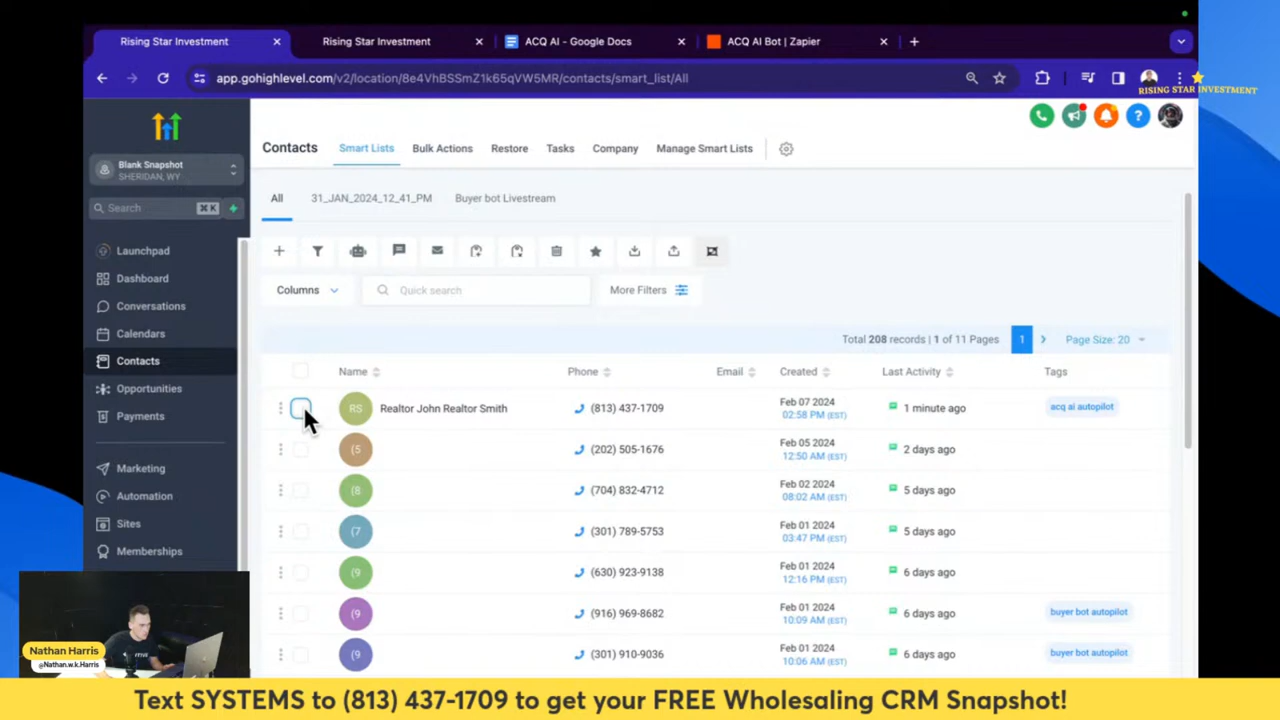 Rising Star Investment
Rising Star Investment
ACQ AI - Google Docs
ACQ AI Bot | Zapier
app.gohighlevel.com/v2/location/8e4VhBSSmZ1k65qVW5MR/contacts/smart_list/All
RISING STAR INVESTMENT
Blank Snapshot
SHERIDAN, WY
Search
⌘ K
Launchpad
Dashboard
Conversations
Calendars
Contacts
Opportunities
Payments
Marketing
Automation
Sites
Memberships
Contacts
Smart Lists
Bulk Actions
Restore
Tasks
Company
Manage Smart Lists
All
31_JAN_2024_12_41_PM
Buyer bot Livestream
Columns
Quick search
More Filters
Total 208 records | 1 of 11 Pages
1
Page Size: 20
Name Phone Email Created Last Activity Tags
RS Realtor John Realtor Smith (813) 437-1709 Feb 07 2024 1 minute ago acq ai autopilot
02:58 PM (EST)
(5 (202) 505-1676 Feb 05 2024 2 days ago
12:50 AM (EST)
(8 (704) 832-4712 Feb 02 2024 5 days ago
08:02 AM (EST)
(7 (301) 789-5753 Feb 01 2024 5 days ago
03:47 PM (EST)
(9 (630) 923-9138 Feb 01 2024 6 days ago
12:16 PM (EST)
(9 (916) 969-8682 Feb 01 2024 6 days ago buyer bot autopilot
10:09 AM (EST)
(9 (301) 910-9036 Feb 01 2024 6 days ago buyer bot autopilot
10:06 AM (EST)
Nathan Harris
@Nathan.w.k.Harris
Text SYSTEMS to (813) 437-1709 to get your FREE Wholesaling CRM Snapshot!